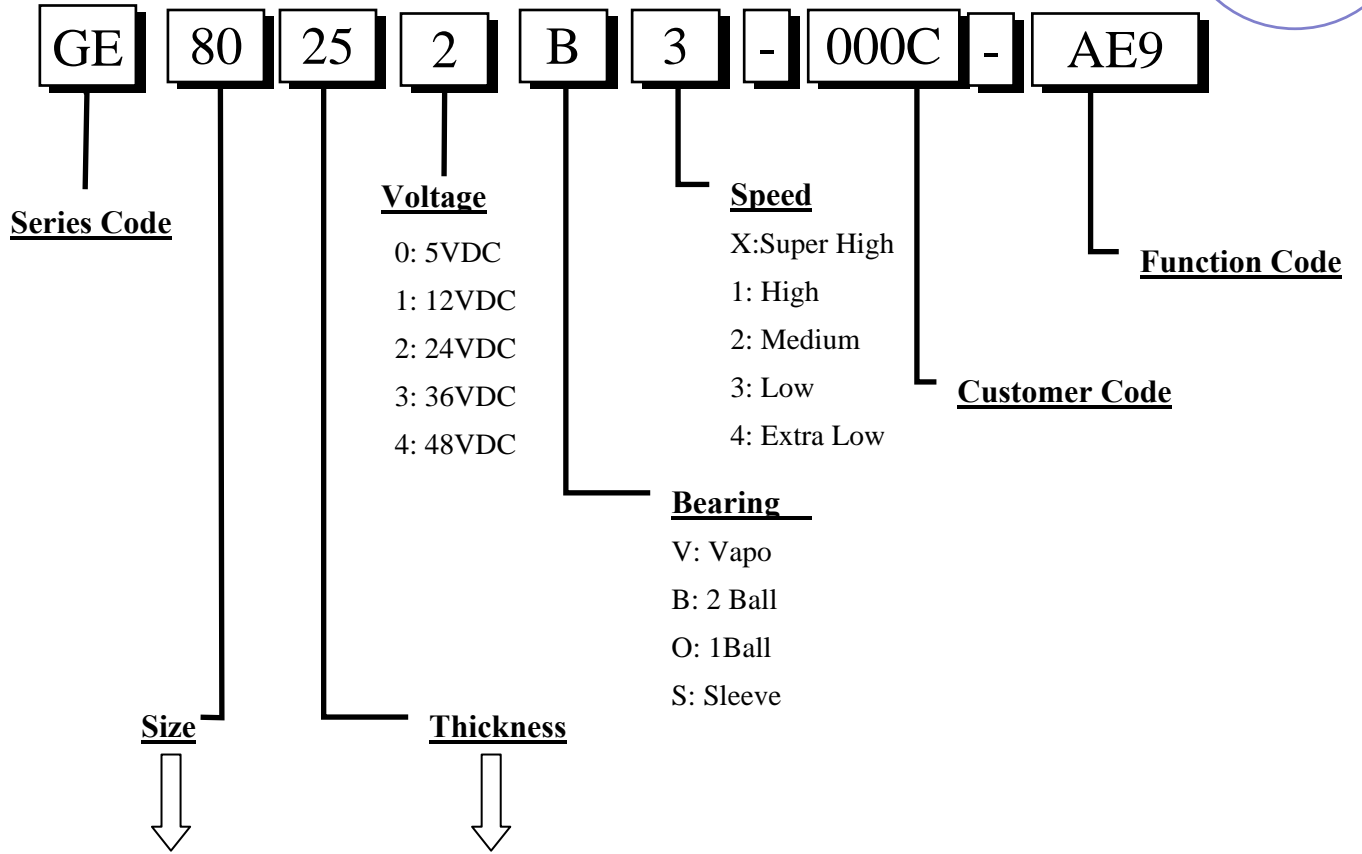 GE 80 25 2 B 3 - 000C - AE9
Series Code
Voltage
0: 5VDC
1: 12VDC
2: 24VDC
3: 36VDC
4: 48VDC
Speed
X:Super High
1: High
2: Medium
3: Low
4: Extra Low
Function Code
Customer Code
Bearing
V: Vapo
B: 2 Ball
O: 1Ball
S: Sleeve
Size
Thickness